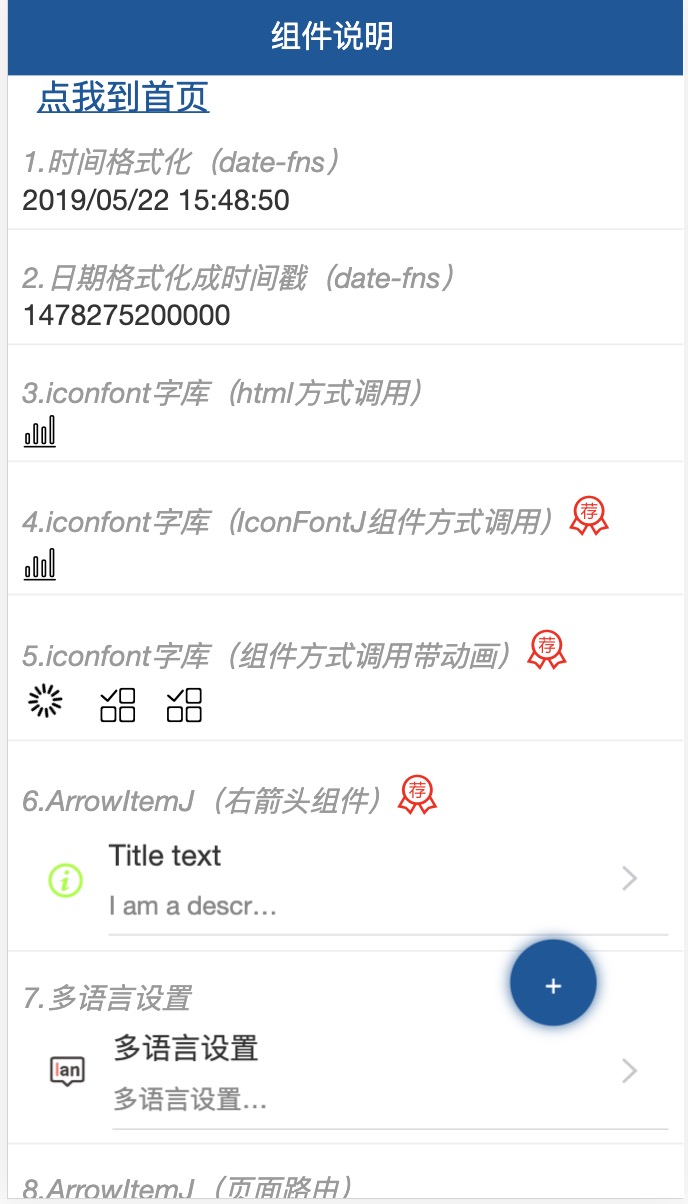 组件说明
点我到首页
1.时间格式化（date-fns）
2019/05/22 15:48:50
2.日期格式化成时间戳（date-fns）
1478275200000
3.iconfont字库（html方式调用）
4.iconfont字库（IconFontJ组件方式调用） 荐
5.iconfont字库（组件方式调用带动画） 荐
6.ArrowItemJ（右箭头组件） 荐
Title text
I am a descr...
+
7.多语言设置
多语言设置
lan
多语言设置...
8.ArrowItemJ（页面路由）